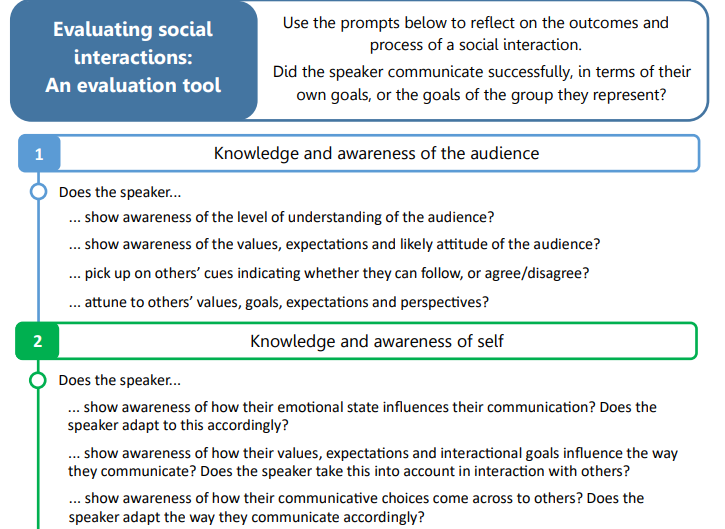 Evaluating social
interactions:
An evaluation tool
Use the prompts below to reflect on the outcomes and
process of a social interaction.
Did the speaker communicate successfully, in terms of their
own goals, or the goals of the group they represent?
1
Knowledge and awareness of the audience
Does the speaker...
... show awareness of the level of understanding of the audience?
... show awareness of the values, expectations and likely attitude of the audience?
... pick up on others’ cues indicating whether they can follow, or agree/disagree?
... attune to others’ values, goals, expectations and perspectives?
2
Knowledge and awareness of self
Does the speaker...
... show awareness of how their emotional state influences their communication? Does the
speaker adapt to this accordingly?
... show awareness of how their values, expectations and interactional goals influence the way
they communicate? Does the speaker take this into account in interaction with others?
... show awareness of how their communicative choices come across to others? Does the
speaker adapt the way they communicate accordingly?